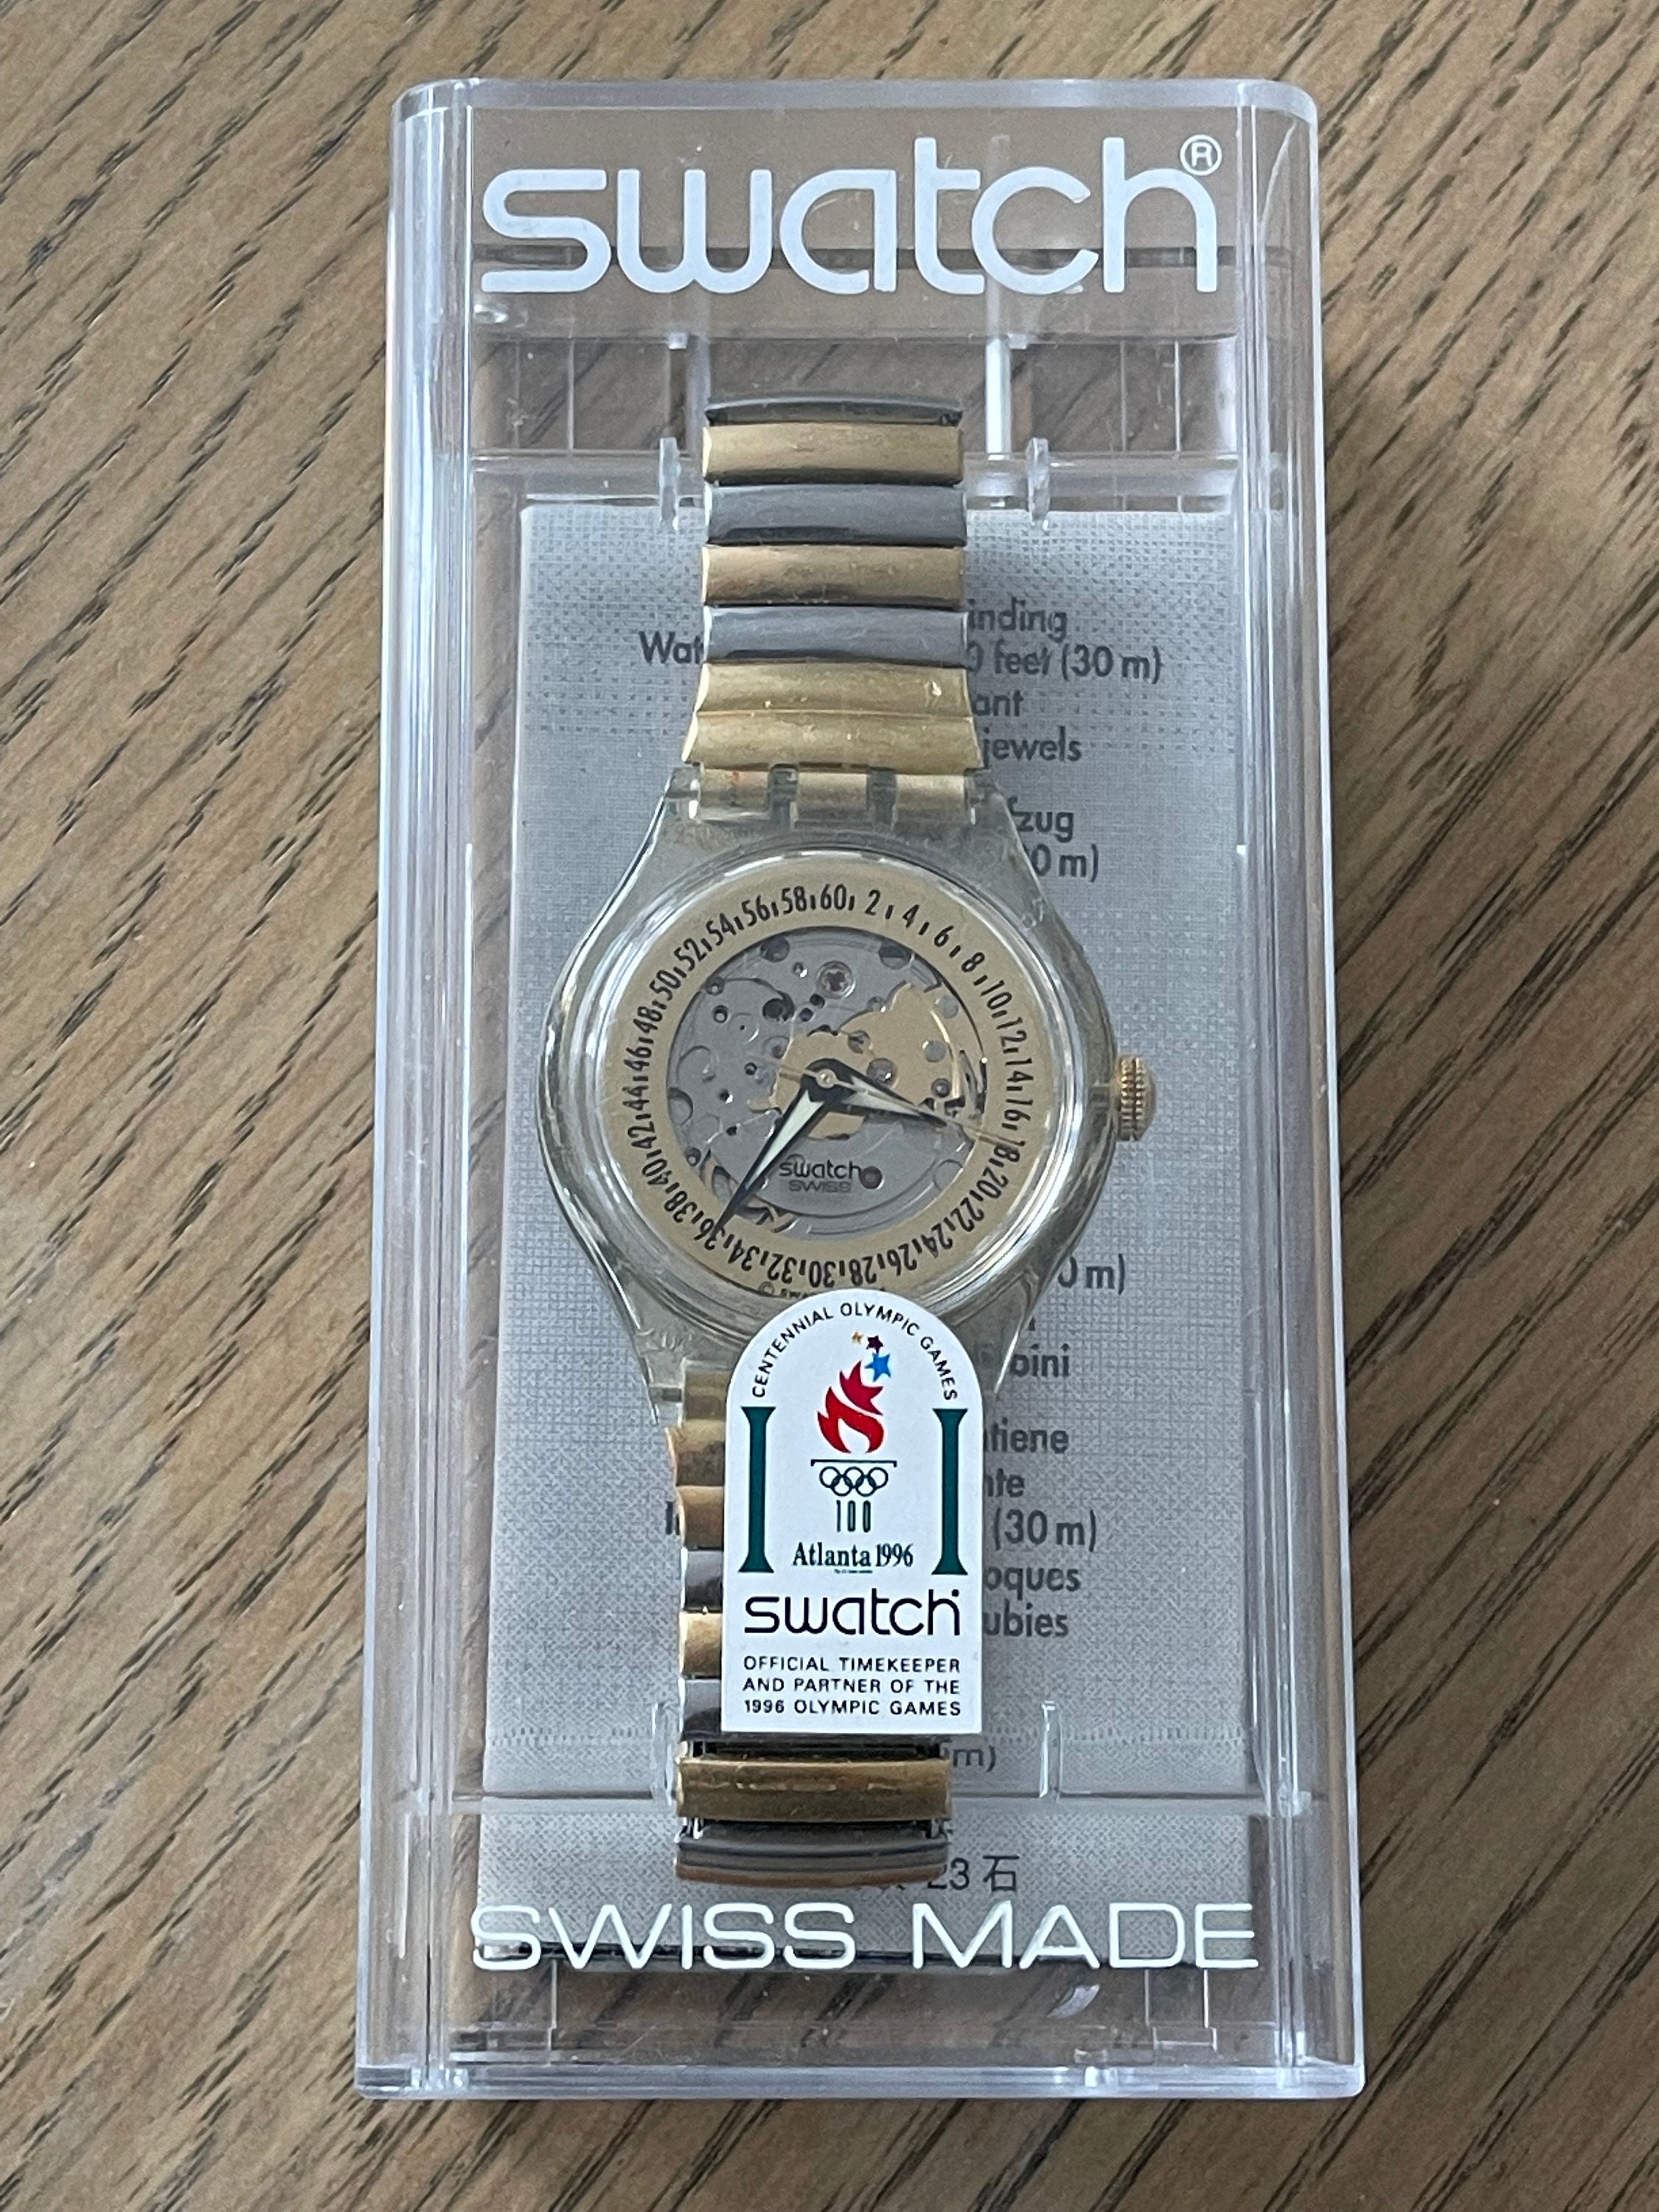 swatch®
inding
Wat 0 feet (30 m)
ant
jewels
fzug
0 m)
60 2 4 6 8 10 12 14 16 18 20 22 24 26 28 30 32 34 36 38 40 42 44 46 48 50 52 54 56 58
swatch
SWISS
0 m)
bini
CENTENNIAL OLYMPIC GAMES
100
Atlanta 1996
swatch
OFFICIAL TIMEKEEPER
AND PARTNER OF THE
1996 OLYMPIC GAMES
tiene
nte
(30 m)
oques
ubies
m)
23 石
SWISS MADE